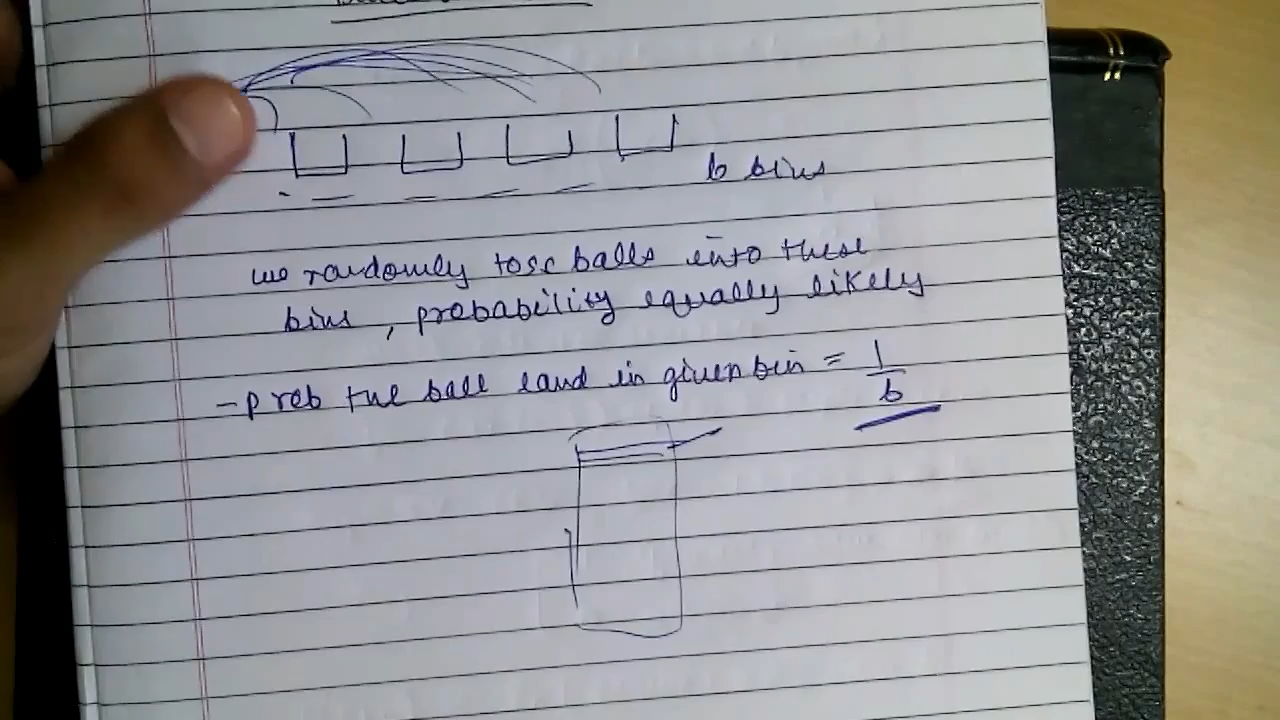 b bins
we randomly toss balls into these
bins, probability equally likely
- prob the ball land in given bin = 1/b